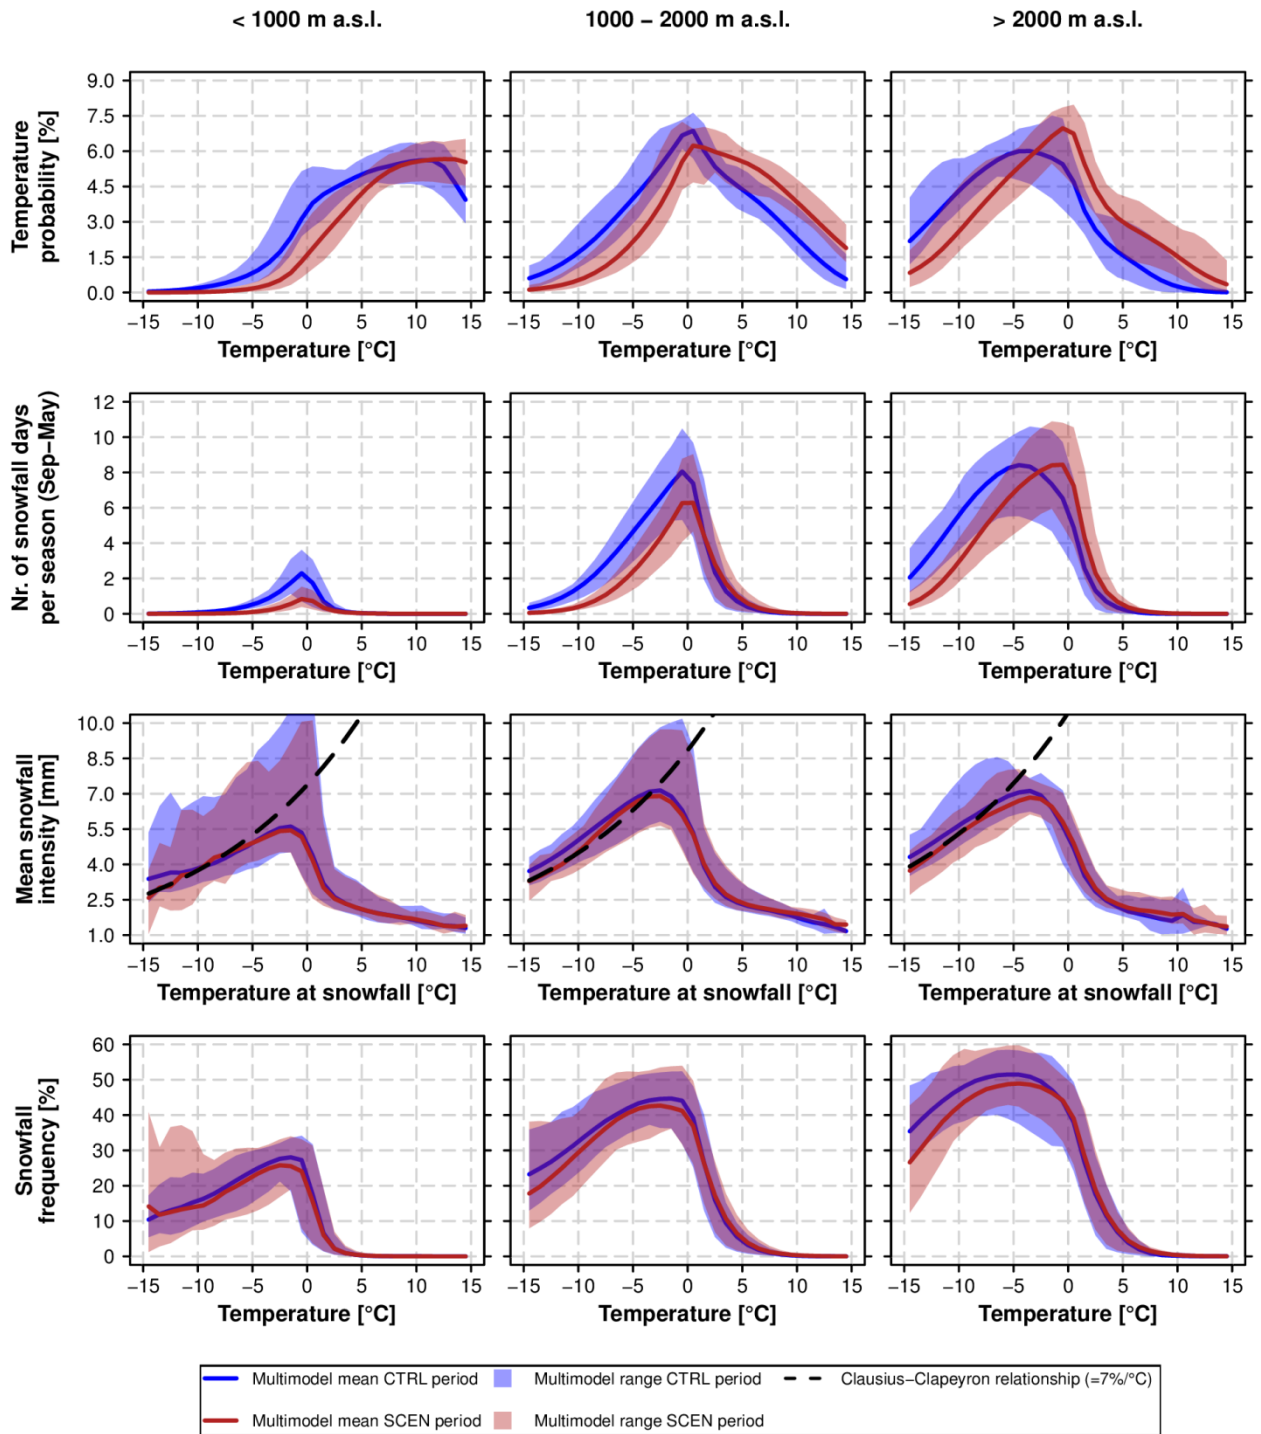 < 1000 m a.s.l.
1000 – 2000 m a.s.l.
> 2000 m a.s.l.
Temperature
probability [%]
9.0
7.5
6.0
4.5
3.0
1.5
0.0
−15 −10 −5 0 5 10 15
−15 −10 −5 0 5 10 15
−15 −10 −5 0 5 10 15
Temperature [°C]
Temperature [°C]
Temperature [°C]
Nr. of snowfall days
per season (Sep−May)
12
10
8
6
4
2
0
−15 −10 −5 0 5 10 15
−15 −10 −5 0 5 10 15
−15 −10 −5 0 5 10 15
Temperature [°C]
Temperature [°C]
Temperature [°C]
Mean snowfall
intensity [mm]
10.0
8.5
7.0
5.5
4.0
2.5
1.0
−15 −10 −5 0 5 10 15
−15 −10 −5 0 5 10 15
−15 −10 −5 0 5 10 15
Temperature at snowfall [°C]
Temperature at snowfall [°C]
Temperature at snowfall [°C]
Snowfall
frequency [%]
60
50
40
30
20
10
0
−15 −10 −5 0 5 10 15
−15 −10 −5 0 5 10 15
−15 −10 −5 0 5 10 15
Temperature [°C]
Temperature [°C]
Temperature [°C]
Multimodel mean CTRL period
Multimodel range CTRL period
Clausius−Clapeyron relationship (=7%/°C)
Multimodel mean SCEN period
Multimodel range SCEN period